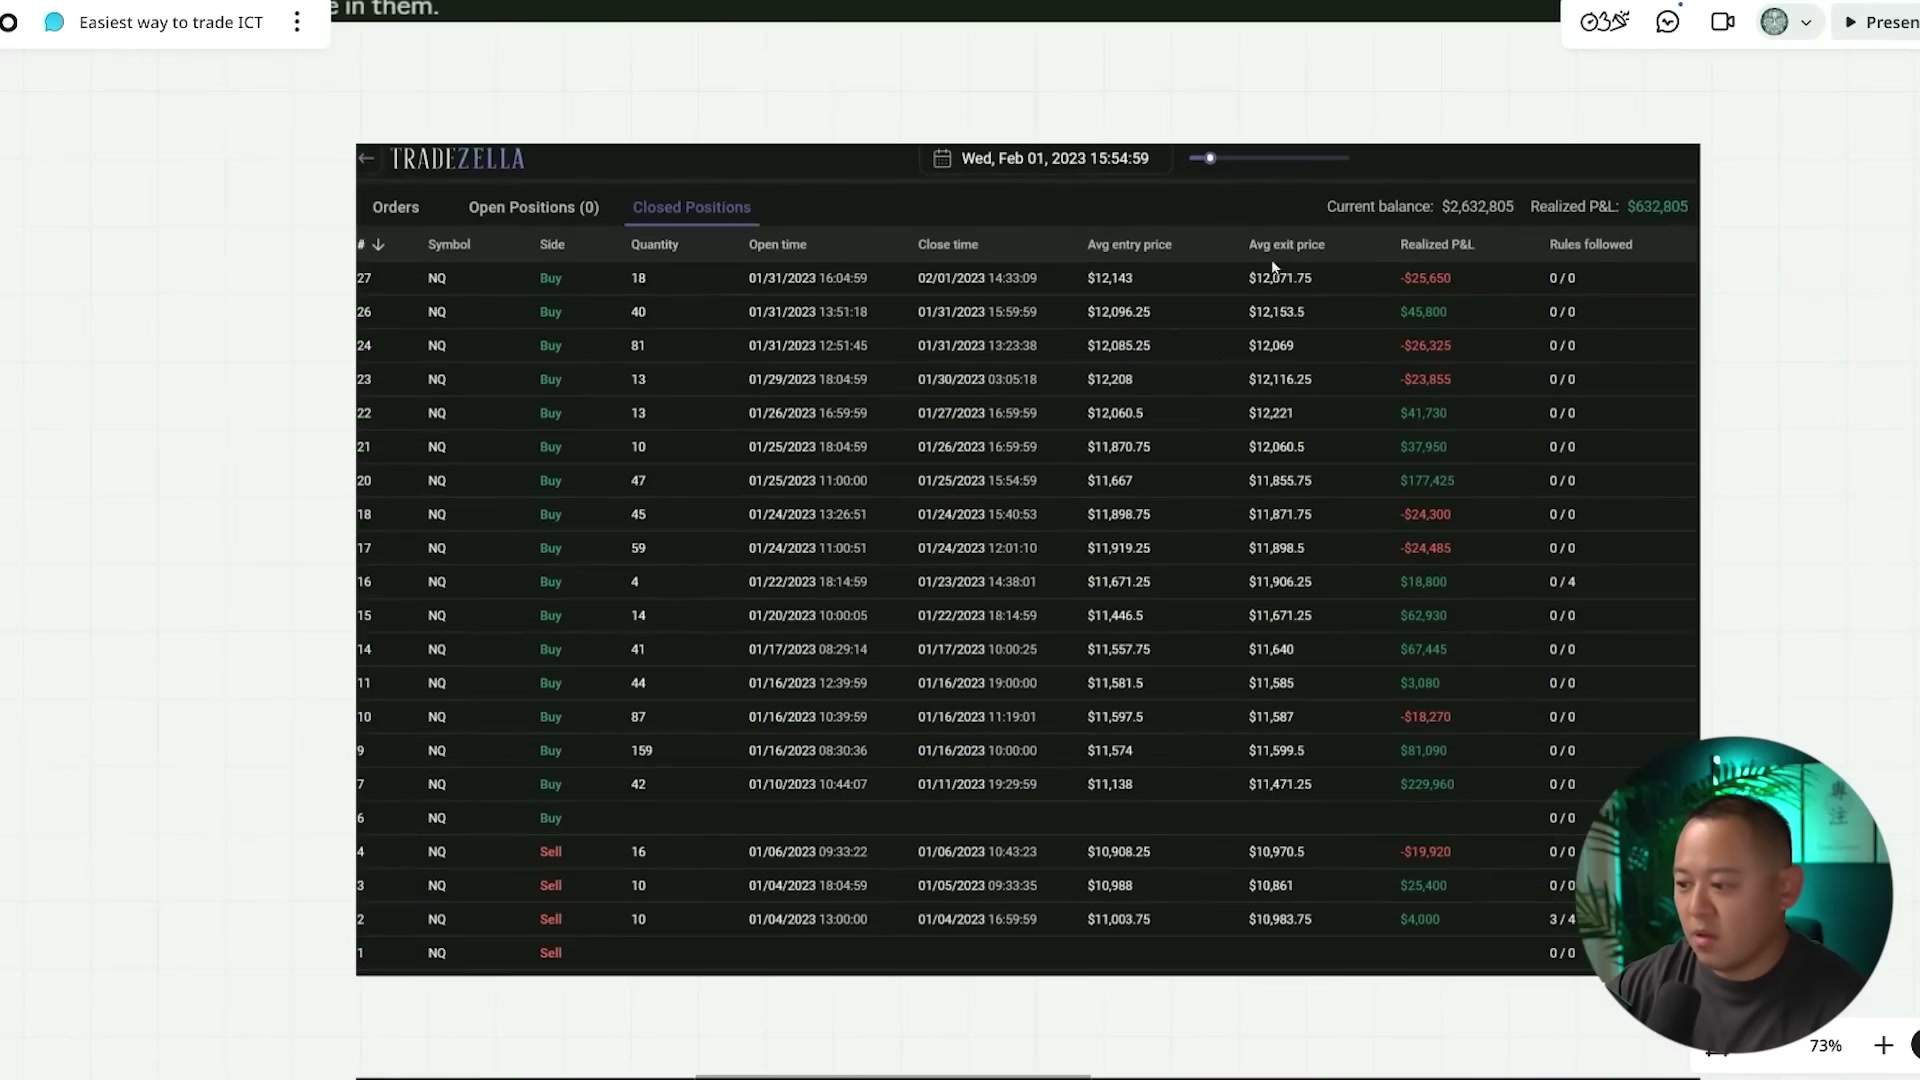 e in them.
Easiest way to trade ICT
Presen
TRADEZELLA
Wed, Feb 01, 2023 15:54:59
Orders Open Positions (0) Closed Positions Current balance: $2,632,805 Realized P&L: $632,805
# Symbol Side Quantity Open time Close time Avg entry price Avg exit price Realized P&L Rules followed
27 NQ Buy 18 01/31/2023 16:04:59 02/01/2023 14:33:09 $12,143 $12,071.75 -$25,650 0 / 0
26 NQ Buy 40 01/31/2023 13:51:18 01/31/2023 15:59:59 $12,096.25 $12,153.5 $45,800 0 / 0
24 NQ Buy 81 01/31/2023 12:51:45 01/31/2023 13:23:38 $12,085.25 $12,069 -$26,325 0 / 0
23 NQ Buy 13 01/29/2023 18:04:59 01/30/2023 03:05:18 $12,208 $12,116.25 -$23,855 0 / 0
22 NQ Buy 13 01/26/2023 16:59:59 01/27/2023 16:59:59 $12,060.5 $12,221 $41,730 0 / 0
21 NQ Buy 10 01/25/2023 18:04:59 01/26/2023 16:59:59 $11,870.75 $12,060.5 $37,950 0 / 0
20 NQ Buy 47 01/25/2023 11:00:00 01/25/2023 15:54:59 $11,667 $11,855.75 $177,425 0 / 0
18 NQ Buy 45 01/24/2023 13:26:51 01/24/2023 15:40:53 $11,898.75 $11,871.75 -$24,300 0 / 0
17 NQ Buy 59 01/24/2023 11:00:51 01/24/2023 12:01:10 $11,919.25 $11,898.5 -$24,485 0 / 0
16 NQ Buy 4 01/22/2023 18:14:59 01/23/2023 14:38:01 $11,671.25 $11,906.25 $18,800 0 / 4
15 NQ Buy 14 01/20/2023 10:00:05 01/22/2023 18:14:59 $11,446.5 $11,671.25 $62,930 0 / 0
14 NQ Buy 41 01/17/2023 08:29:14 01/17/2023 10:00:25 $11,557.75 $11,640 $67,445 0 / 0
11 NQ Buy 44 01/16/2023 12:39:59 01/16/2023 19:00:00 $11,581.5 $11,585 $3,080 0 / 0
10 NQ Buy 87 01/16/2023 10:39:59 01/16/2023 11:19:01 $11,597.5 $11,587 -$18,270 0 / 0
9 NQ Buy 159 01/16/2023 08:30:36 01/16/2023 10:00:00 $11,574 $11,599.5 $81,090 0 / 0
7 NQ Buy 42 01/10/2023 10:44:07 01/11/2023 19:29:59 $11,138 $11,471.25 $229,960 0 / 0
6 NQ Buy 0 / 0
4 NQ Sell 16 01/06/2023 09:33:22 01/06/2023 10:43:23 $10,908.25 $10,970.5 -$19,920 0 / 0
3 NQ Sell 10 01/04/2023 18:04:59 01/05/2023 09:33:35 $10,988 $10,861 $25,400 0 / 0
2 NQ Sell 10 01/04/2023 13:00:00 01/04/2023 16:59:59 $11,003.75 $10,983.75 $4,000 3 / 4
1 NQ Sell 0 / 0
73%